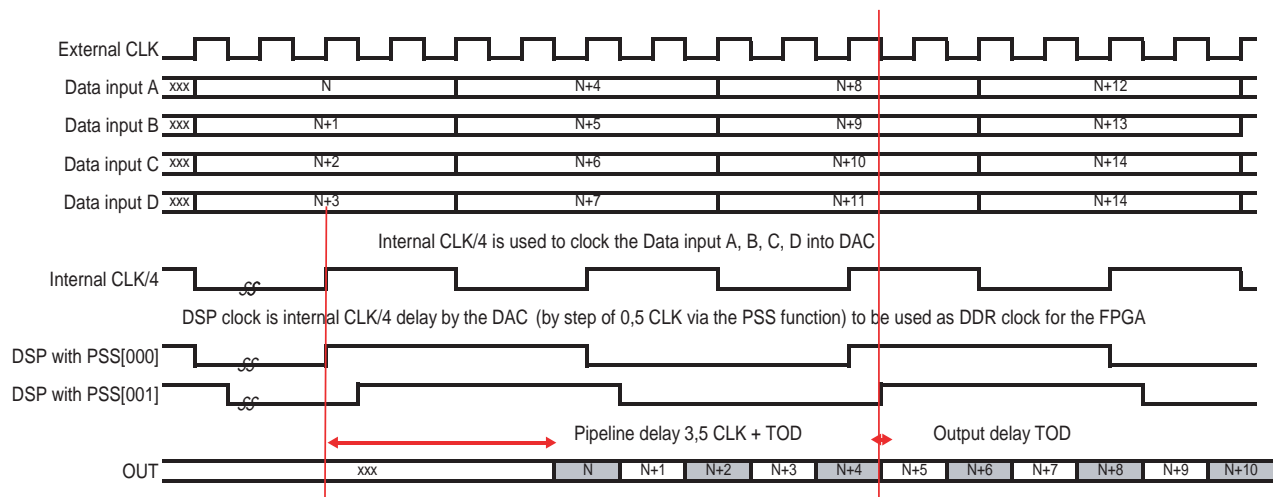 External CLK
Data input A xxx N N+4 N+8 N+12
Data input B xxx N+1 N+5 N+9 N+13
Data input C xxx N+2 N+6 N+10 N+14
Data input D xxx N+3 N+7 N+11 N+14
Internal CLK/4 is used to clock the Data input A, B, C, D into DAC
Internal CLK/4
DSP clock is internal CLK/4 delay by the DAC (by step of 0,5 CLK via the PSS function) to be used as DDR clock for the FPGA
DSP with PSS[000]
DSP with PSS[001]
Pipeline delay 3,5 CLK + TOD Output delay TOD
OUT xxx N N+1 N+2 N+3 N+4 N+5 N+6 N+7 N+8 N+9 N+10